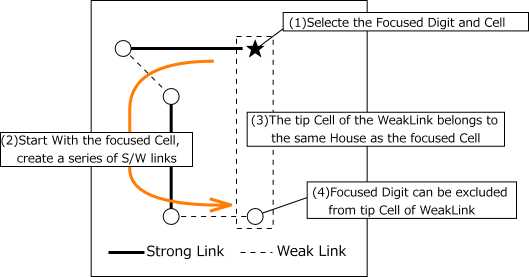 (1)Selecte the Focused Digit and Cell
(3)The tip Cell of the WeakLink belongs to
the same House as the focused Cell
(2)Start With the focused Cell,
create a series of S/W links
(4)Focused Digit can be excluded
from tip Cell of WeakLink
Strong Link
Weak Link